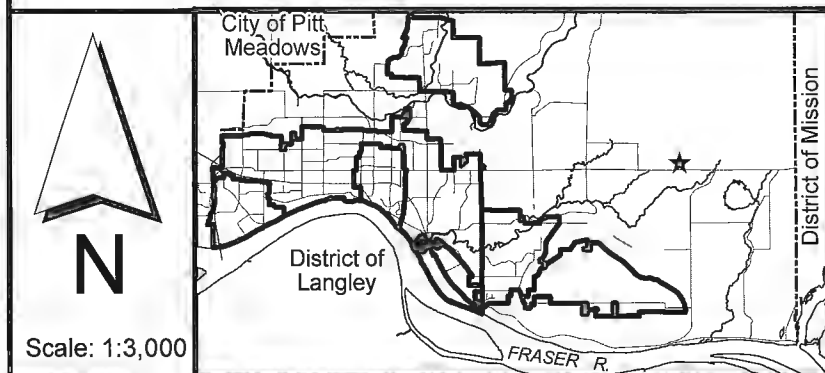 City of Pitt
Meadows
District of Mission
District of
Langley
N
Scale: 1:3,000
FRASER R.